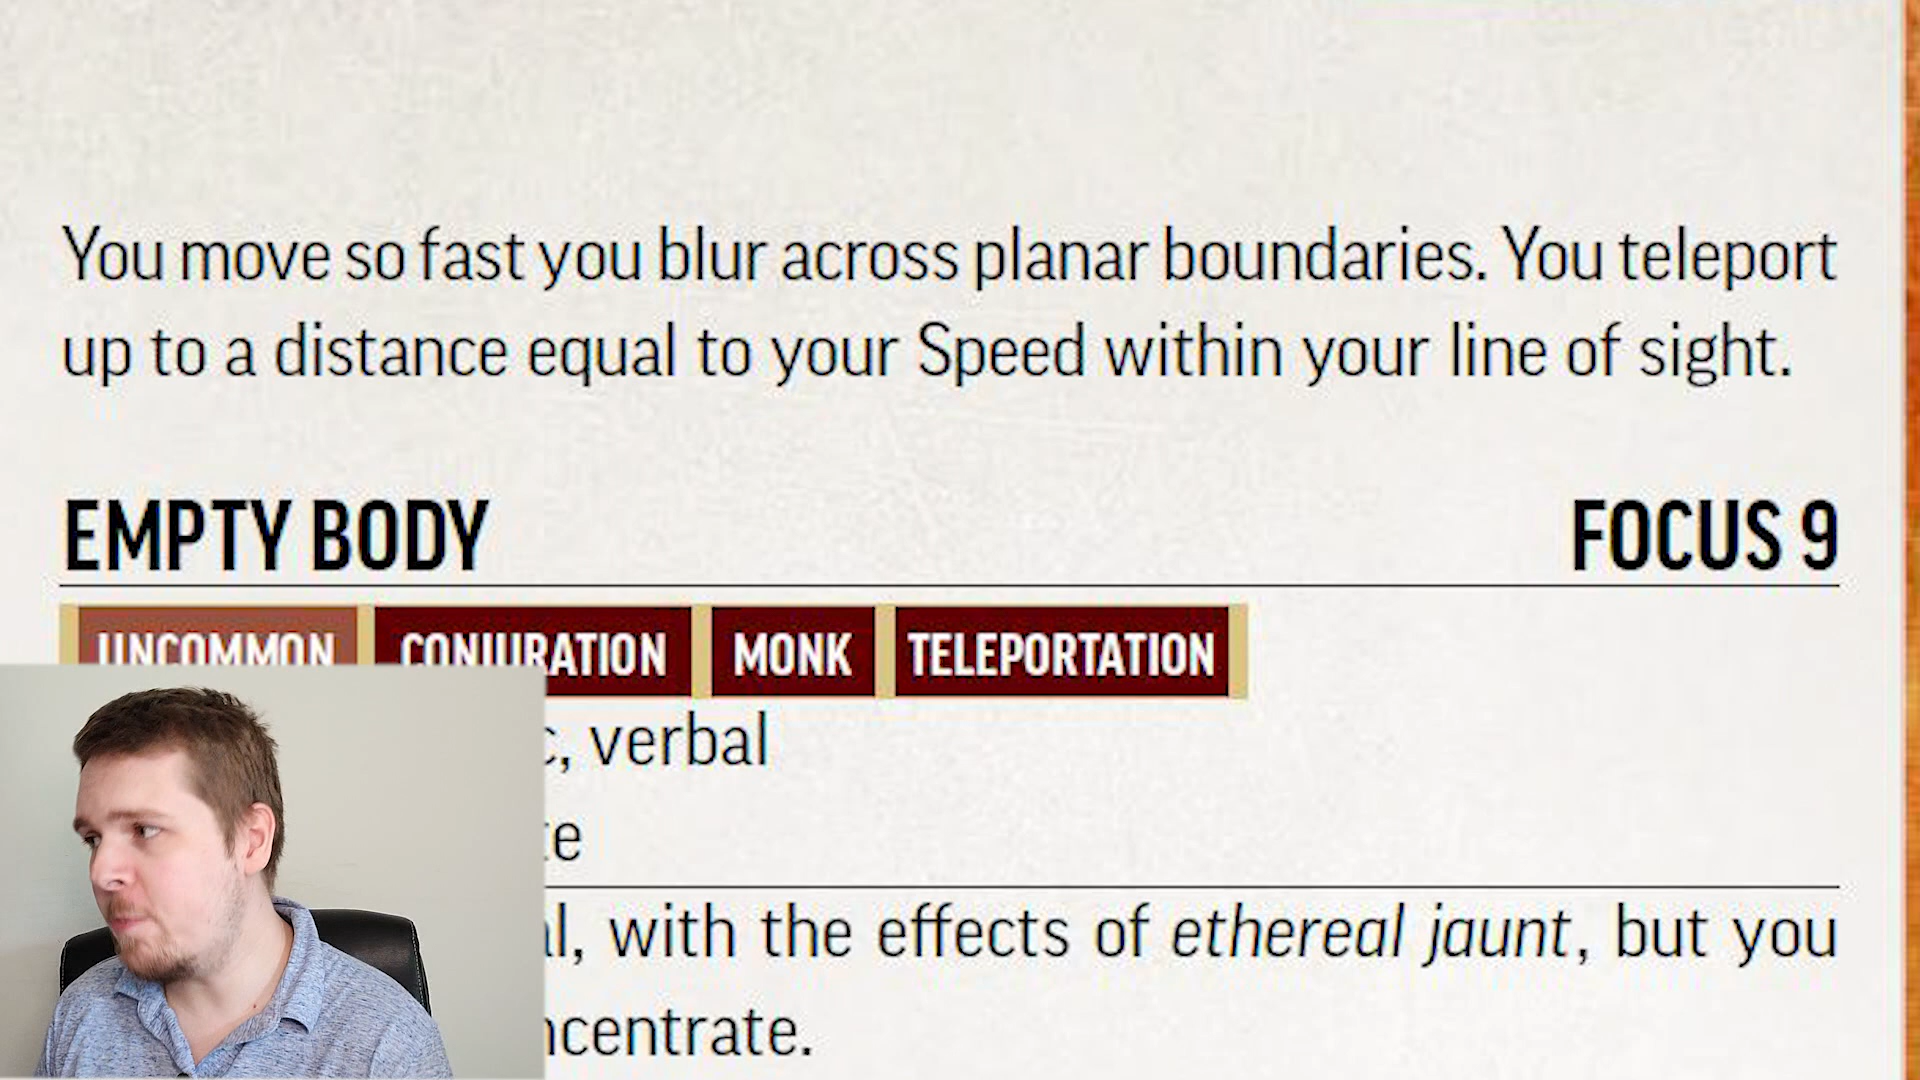 You move so fast you blur across planar boundaries. You teleport
up to a distance equal to your Speed within your line of sight.
EMPTY BODY FOCUS 9
UNCOMMON CONJURATION MONK TELEPORTATION
verbal
with the effects of ethereal jaunt, but you